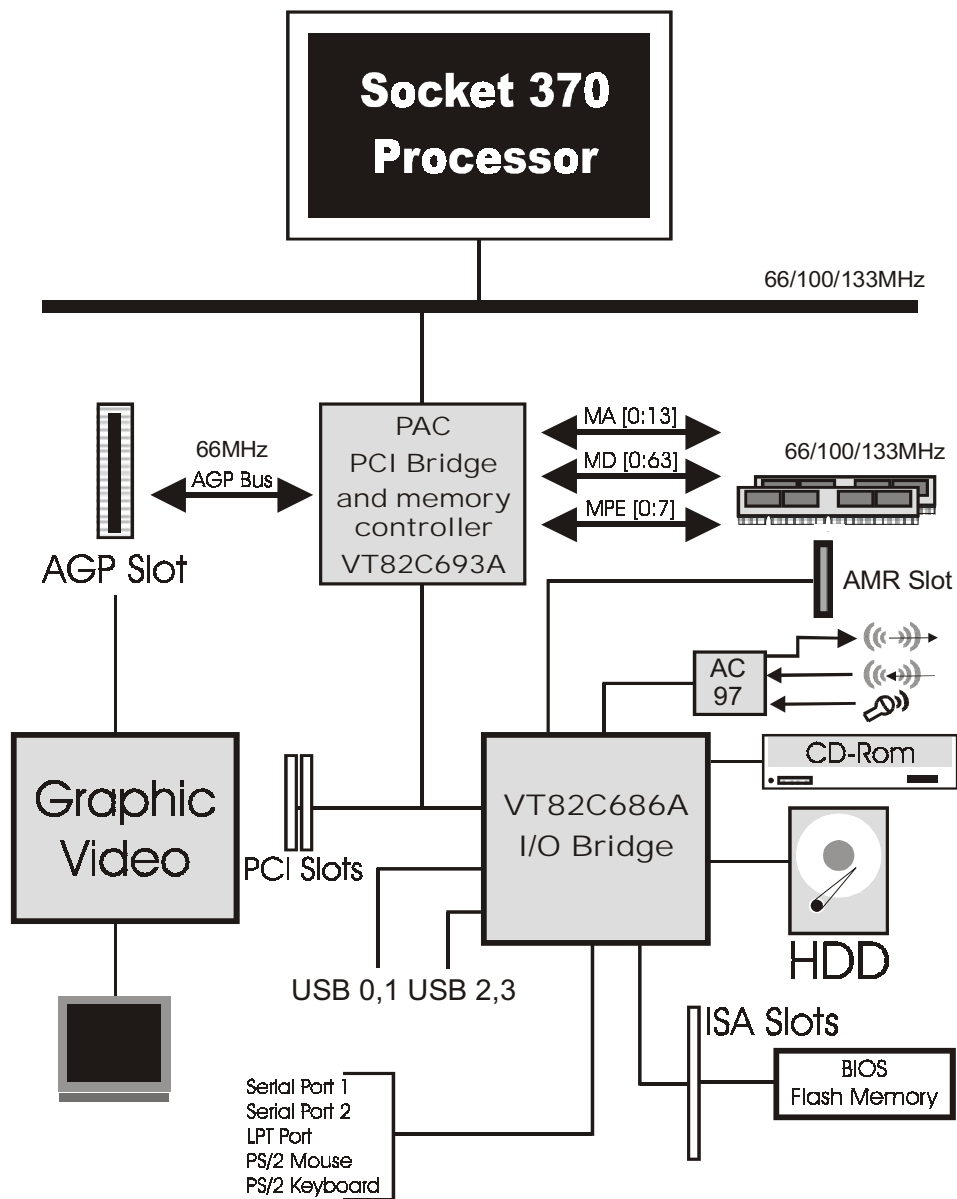 Socket 370
Processor
66/100/133MHz
PAC
PCI Bridge
and memory
controller
VT82C693A
66MHz
AGP Bus
AGP Slot
MA [0:13]
MD [0:63]
MPE [0:7]
66/100/133MHz
AMR Slot
AC
97
CD-Rom
Graphic
Video
PCI Slots
VT82C686A
I/O Bridge
HDD
USB 0,1 USB 2,3
ISA Slots
BIOS
Flash Memory
Serial Port 1
Serial Port 2
LPT Port
PS/2 Mouse
PS/2 Keyboard